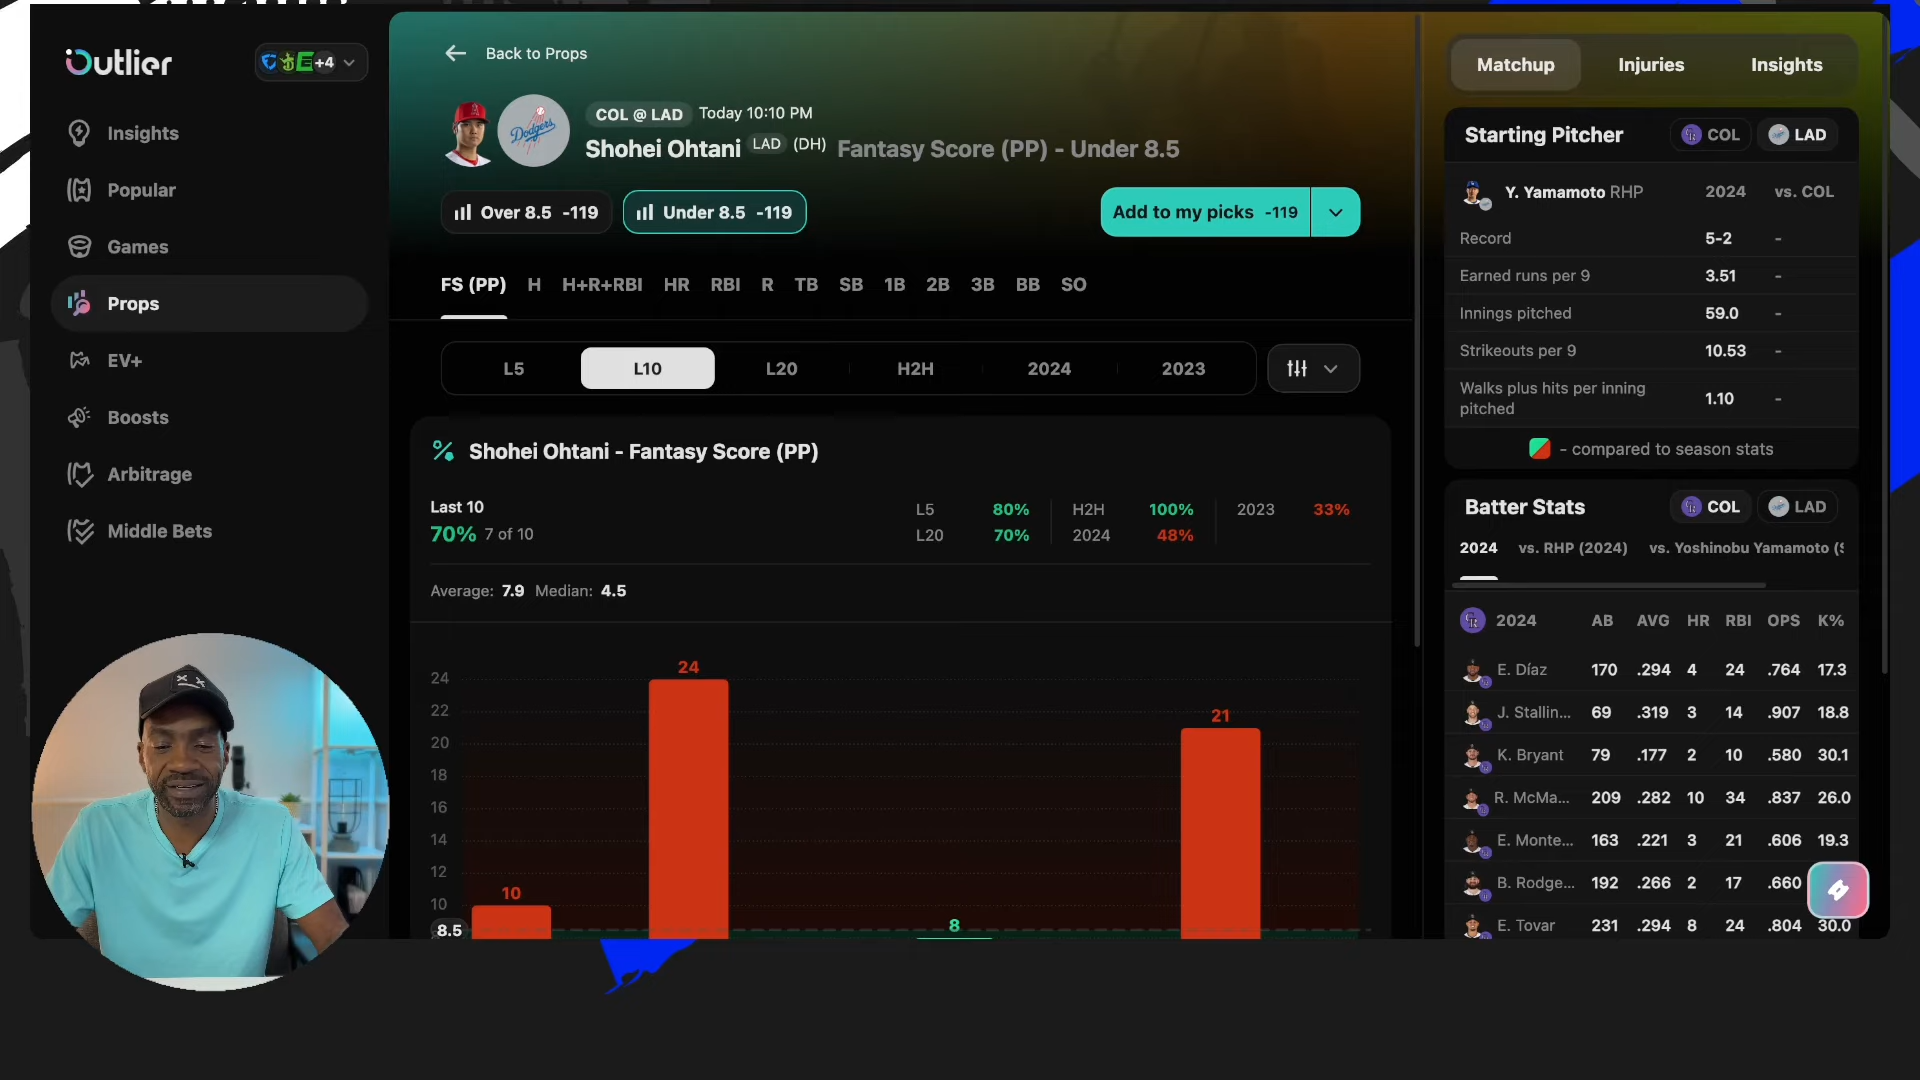 Outlier
+4
Insights
Popular
Games
Props
EV+
Boosts
Arbitrage
Middle Bets
Back to Props
COL @ LAD Today 10:10 PM
Shohei Ohtani LAD (DH) Fantasy Score (PP) - Under 8.5
Over 8.5 -119
Under 8.5 -119
Add to my picks -119
FS (PP) H H+R+RBI HR RBI R TB SB 1B 2B 3B BB SO
L5 L10 L20 H2H 2024 2023
Shohei Ohtani - Fantasy Score (PP)
Last 10
70% 7 of 10
L5 80% H2H 100% 2023 33%
L20 70% 2024 48%
Average: 7.9 Median: 4.5
24
22
20
18
16
14
12
10
8.5
10
24
8
21
Matchup Injuries Insights
Starting Pitcher COL LAD
Y. Yamamoto RHP 2024 vs. COL
Record 5-2 -
Earned runs per 9 3.51 -
Innings pitched 59.0 -
Strikeouts per 9 10.53 -
Walks plus hits per inning
pitched 1.10 -
- compared to season stats
Batter Stats COL LAD
2024 vs. RHP (2024) vs. Yoshinobu Yamamoto (
2024 AB AVG HR RBI OPS K%
E. Díaz 170 .294 4 24 .764 17.3
J. Stallin... 69 .319 3 14 .907 18.8
K. Bryant 79 .177 2 10 .580 30.1
R. McMa... 209 .282 10 34 .837 26.0
E. Monte... 163 .221 3 21 .606 19.3
B. Rodge... 192 .266 2 17 .660
E. Tovar 231 .294 8 24 .804 30.0